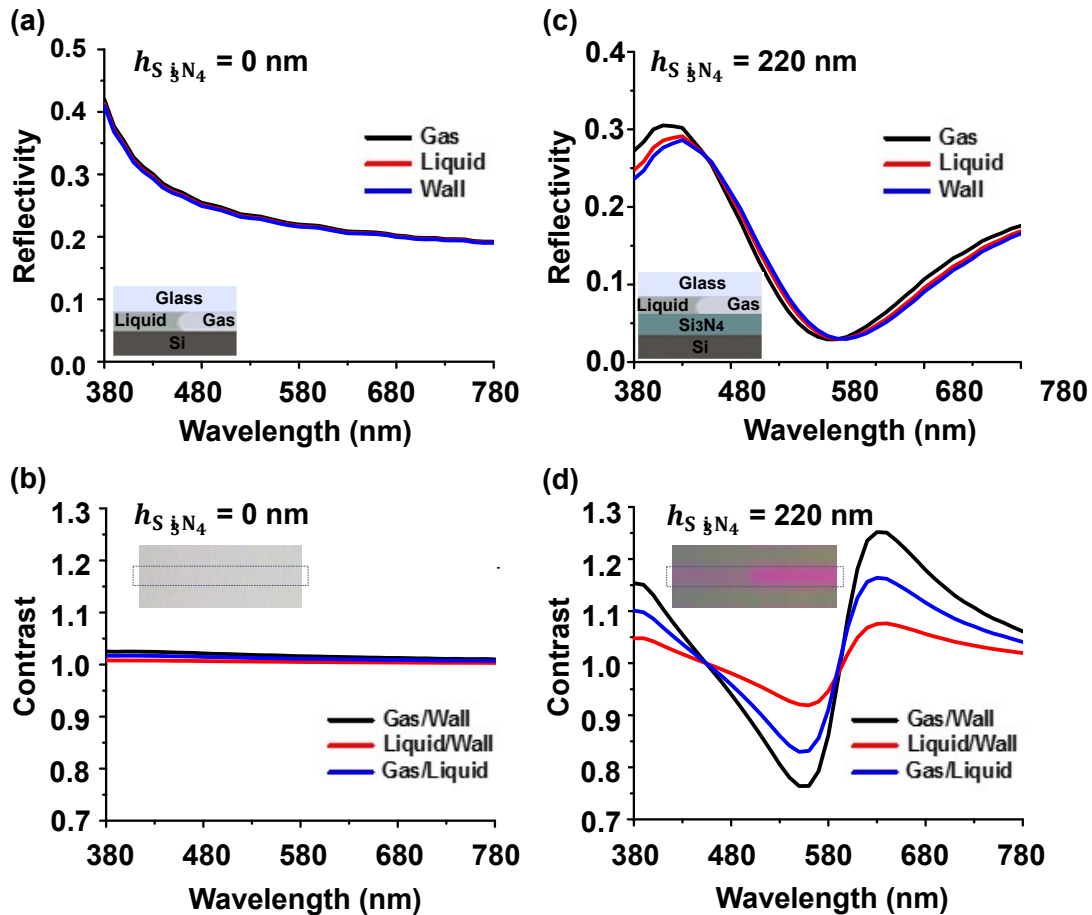 (a)
h Si3N4 = 0 nm
0.5
0.4
0.3
0.2
0.1
0.0
Reflectivity
Gas
Liquid
Wall
Glass
Liquid Gas
Si
380 480 580 680 780
Wavelength (nm)
(c)
h Si3N4 = 220 nm
0.4
0.3
0.2
0.1
0.0
Reflectivity
Gas
Liquid
Wall
Glass
Liquid Gas
Si3N4
Si
380 480 580 680 780
Wavelength (nm)
(b)
h Si3N4 = 0 nm
1.3
1.2
1.1
1.0
0.9
0.8
0.7
Contrast
Gas/Wall
Liquid/Wall
Gas/Liquid
380 480 580 680 780
Wavelength (nm)
(d)
h Si3N4 = 220 nm
1.3
1.2
1.1
1.0
0.9
0.8
0.7
Contrast
Gas/Wall
Liquid/Wall
Gas/Liquid
380 480 580 680 780
Wavelength (nm)